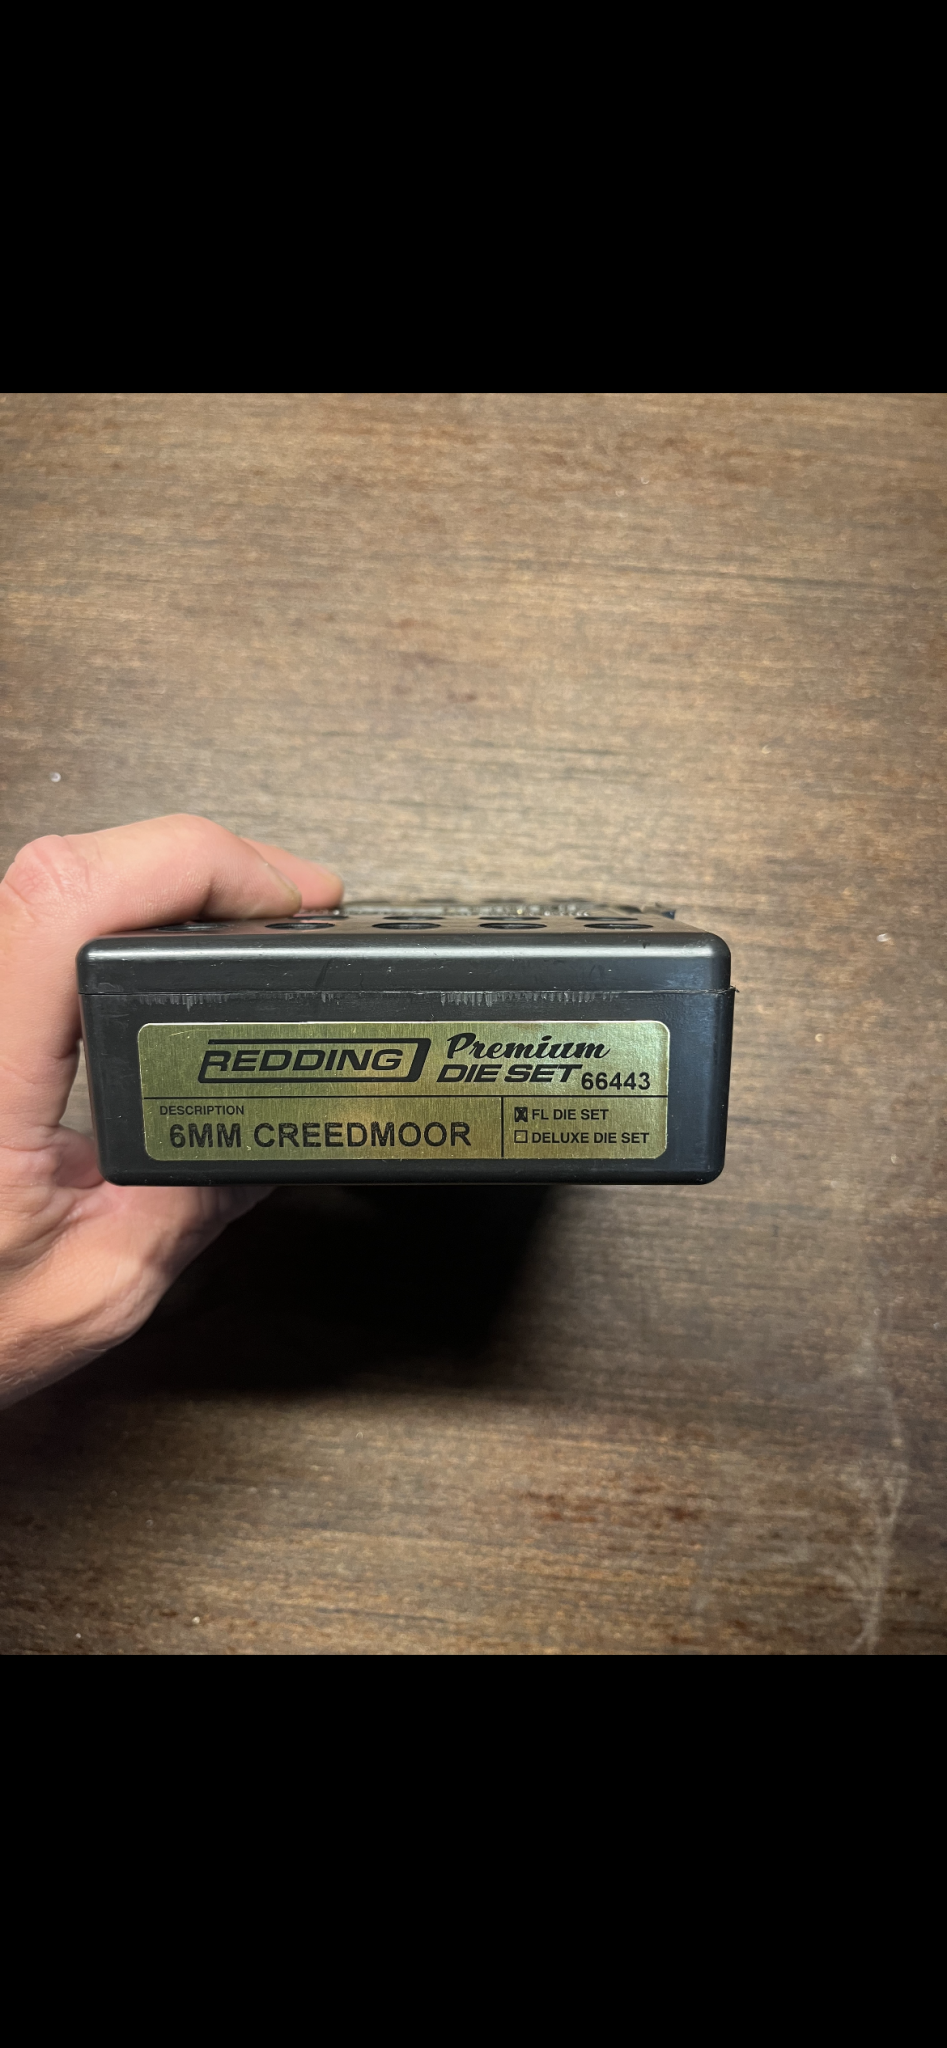 REDDING Premium
DIE SET 66443
DESCRIPTION
6MM CREEDMOOR
FL DIE SET
DELUXE DIE SET